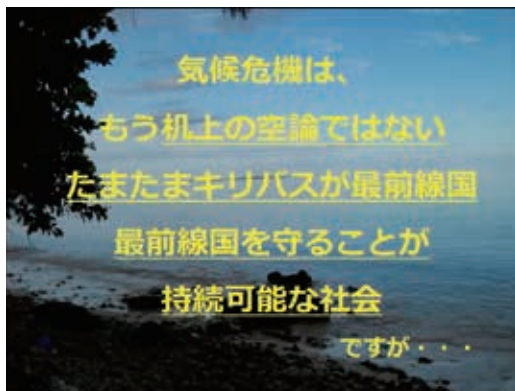 気候危機は、
もう机上の空論ではない
たまたまキリバスが最前線国
最前線国を守ることが
持続可能な社会
ですが・・・